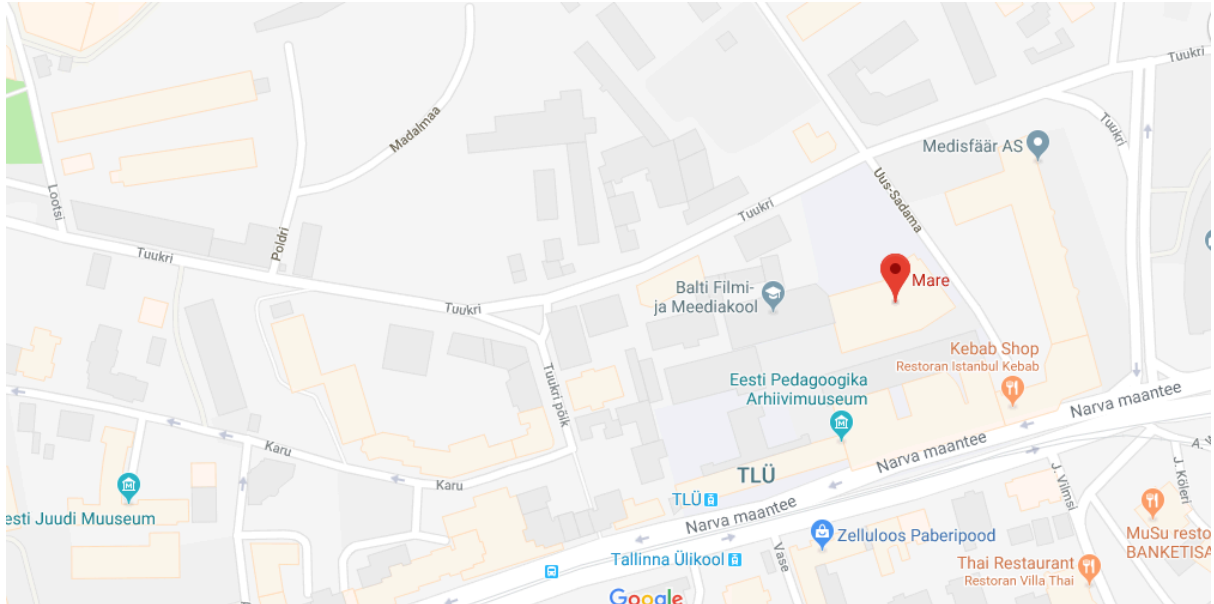 Tuukri
Madalmaa
Medisfäär AS
Tuukri
Uus-Sadama
Lootsi
Tuukri
Poldri
Tuukri
Mare
Balti Filmi-
ja Meediakool
Tuukri
Kebab Shop
Restoran Istanbul Kebab
Tuukri põik
Eesti Pedagoogika
Arhiivimuuseum
Narva maantee
Karu
Narva maantee
TLÜ
Karu
TLÜ
J. Vilmsi
J. Köleri
esti Juudi Muuseum
Narva maantee
Zelluloos Paberipood
MuSu resto
BANKETISA
Tallinna Ülikool
Vase
Thai Restaurant
Restoran Villa Thai
Google